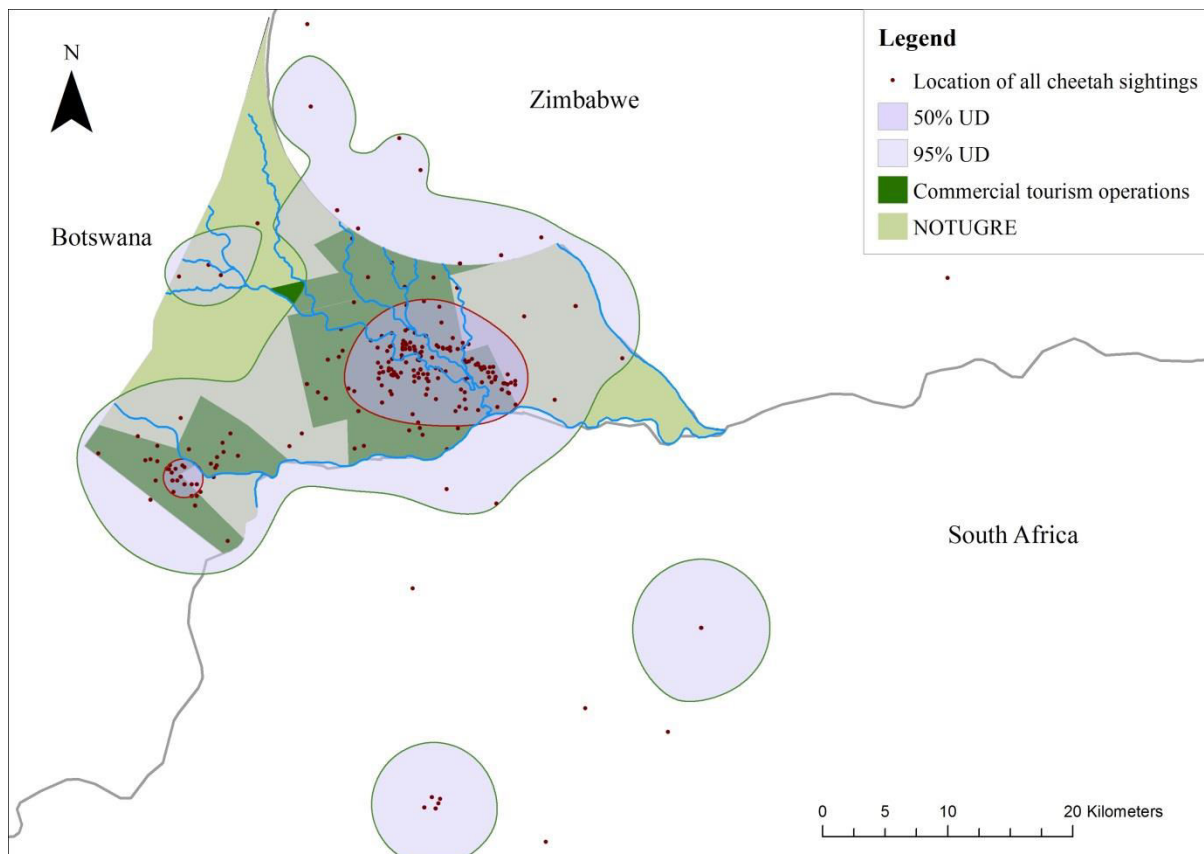 N
Zimbabwe
Botswana
South Africa
Legend
Location of all cheetah sightings
50% UD
95% UD
Commercial tourism operations
NOTUGRE
0 5 10 20 Kilometers